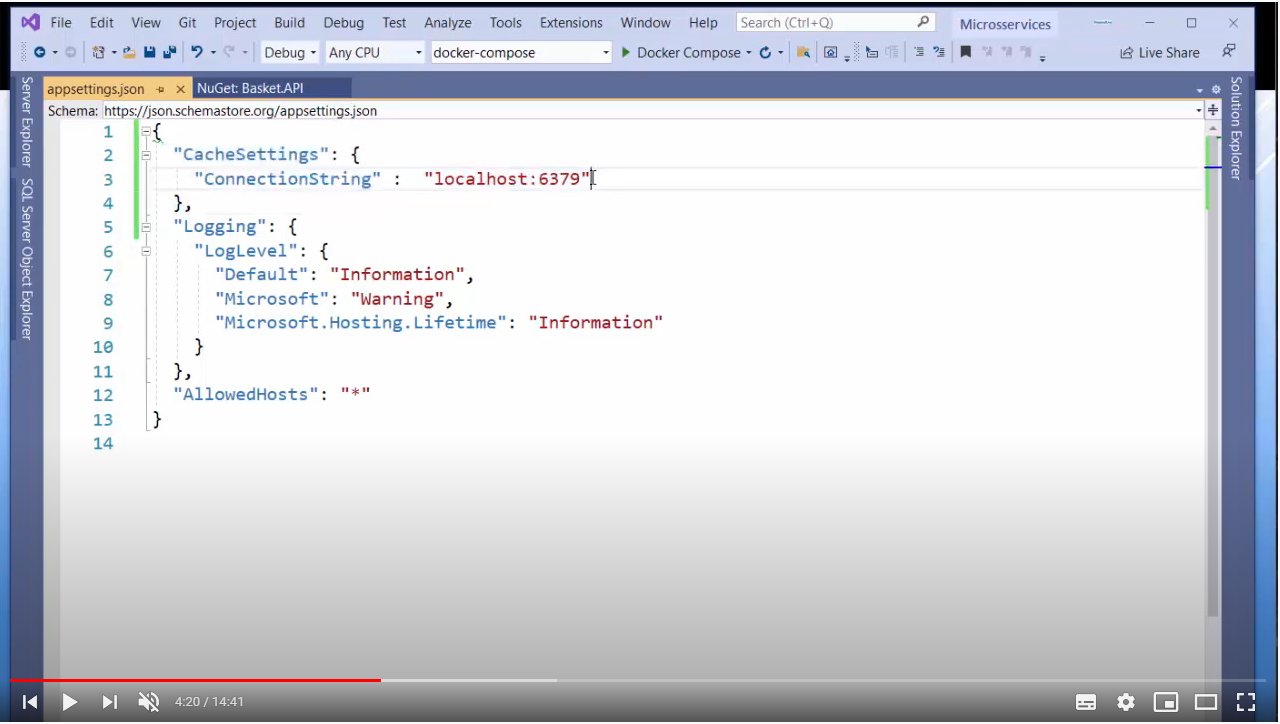 File Edit View Git Project Build Debug Test Analyze Tools Extensions Window Help Search (Ctrl+Q) Microsservices
Debug Any CPU docker-compose Docker Compose Live Share
appsettings.json NuGet: Basket.API
Schema: https://json.schemastore.org/appsettings.json
Server Explorer
SQL Server Object Explorer
Solution Explorer
1 {
2 "CacheSettings": {
3 "ConnectionString" : "localhost:6379"
4 },
5 "Logging": {
6 "LogLevel": {
7 "Default": "Information",
8 "Microsoft": "Warning",
9 "Microsoft.Hosting.Lifetime": "Information"
10 }
11 },
12 "AllowedHosts": "*"
13 }
14
4:20 / 14:41